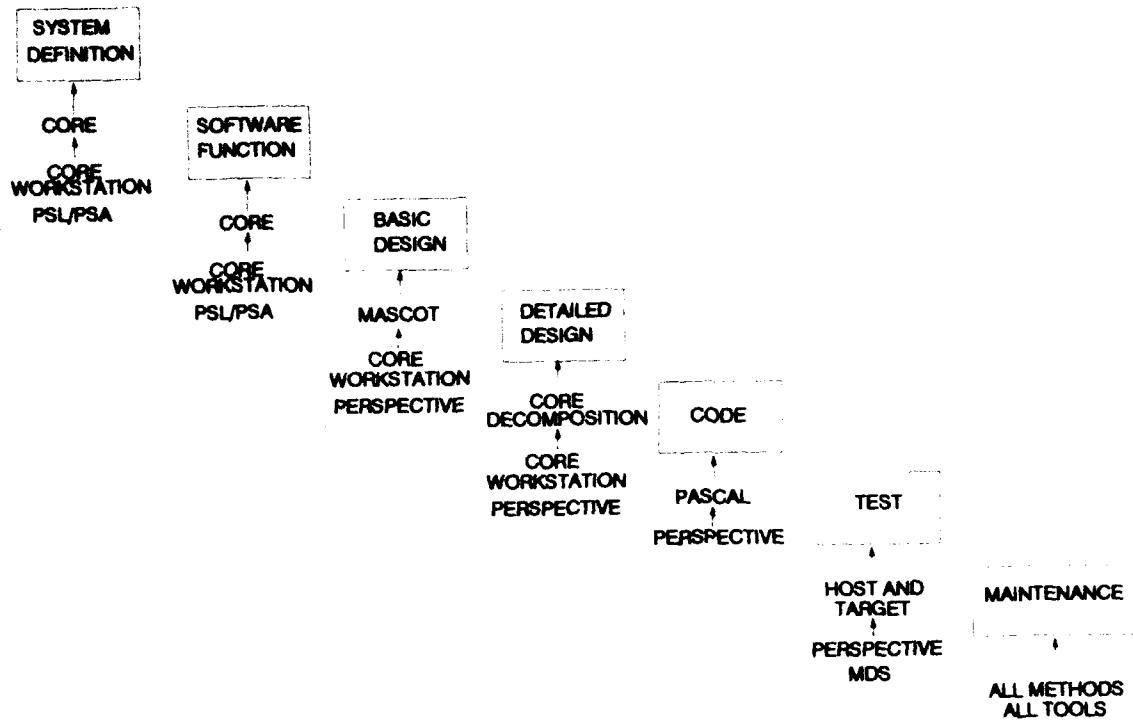 SYSTEM
DEFINITION
CORE
CORE
WORKSTATION
PSL/PSA
SOFTWARE
FUNCTION
CORE
CORE
WORKSTATION
PSL/PSA
BASIC
DESIGN
MASCOT
CORE
WORKSTATION
PERSPECTIVE
DETAILED
DESIGN
CORE
DECOMPOSITION
CORE
WORKSTATION
PERSPECTIVE
CODE
PASCAL
PERSPECTIVE
TEST
HOST AND
TARGET
PERSPECTIVE
MDS
MAINTENANCE
ALL METHODS
ALL TOOLS